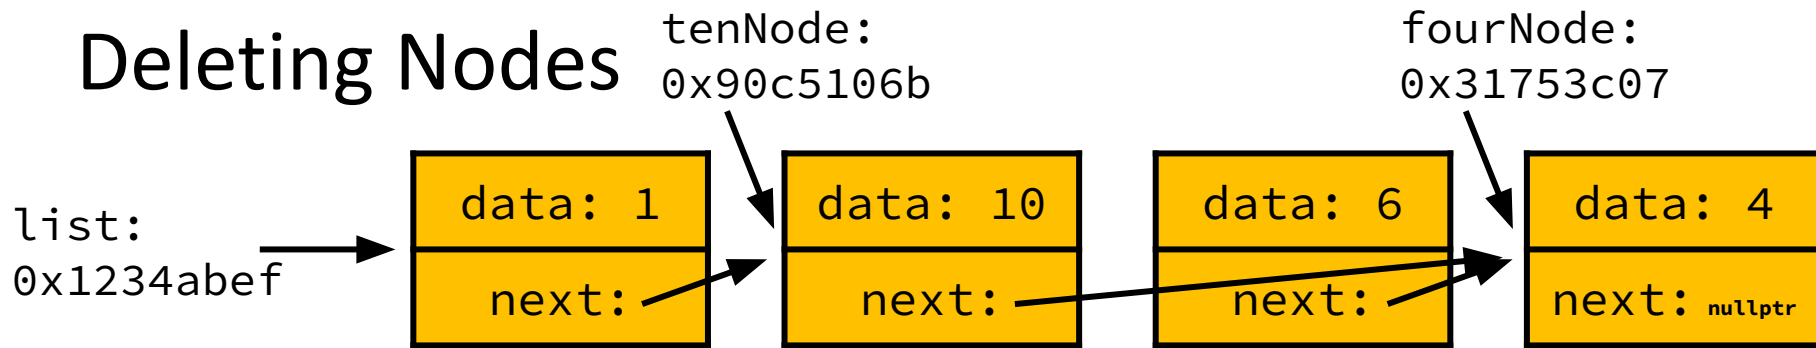 Deleting Nodes
tenNode:
0x90c5106b
fourNode:
0x31753c07
list:
0x1234abef
data: 1
next:
data: 10
next:
data: 6
next:
data: 4
next: nullptr